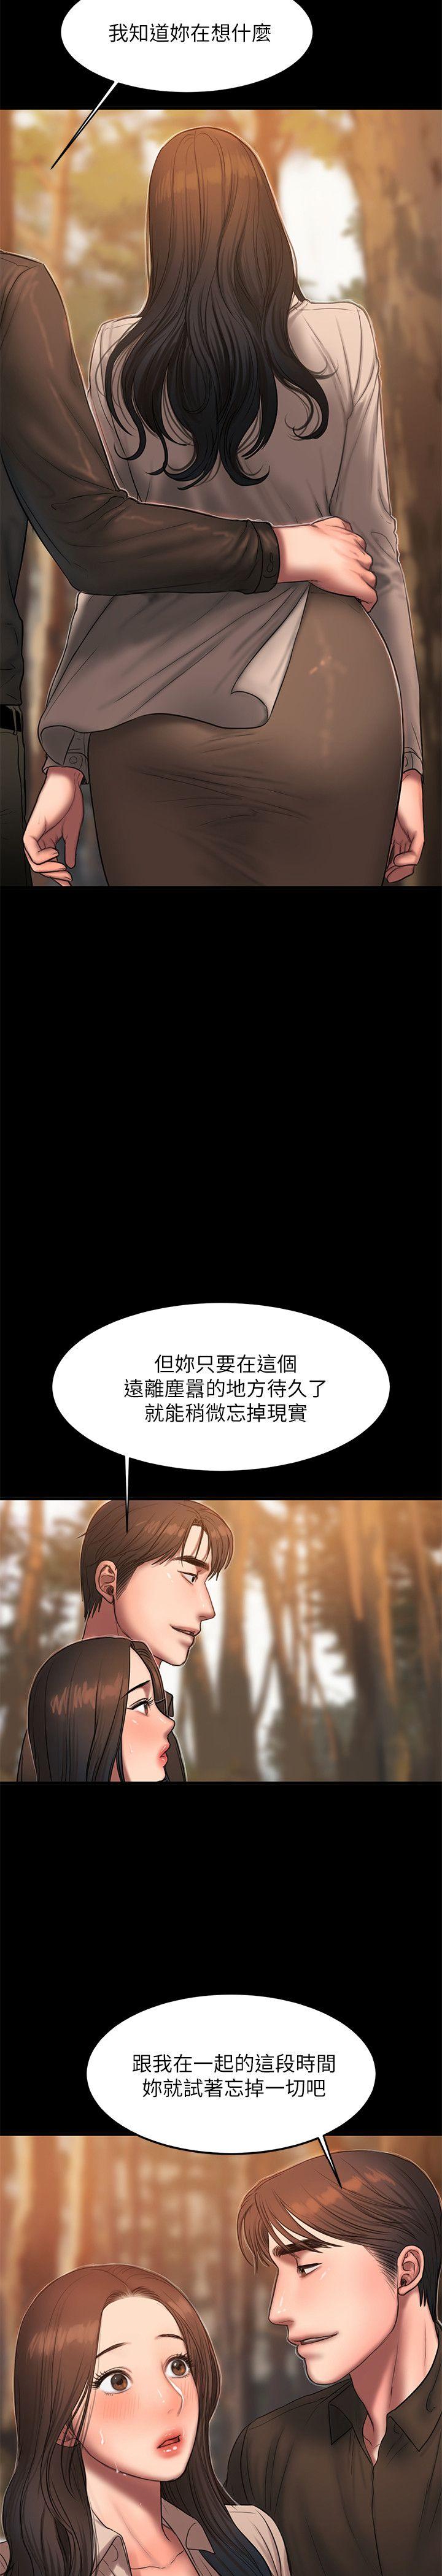 我知道妳在想什麼
但妳只要在這個
遠離塵囂的地方待久了
就能稍微忘掉現實
跟我在一起的這段時間
妳就試著忘掉一切吧